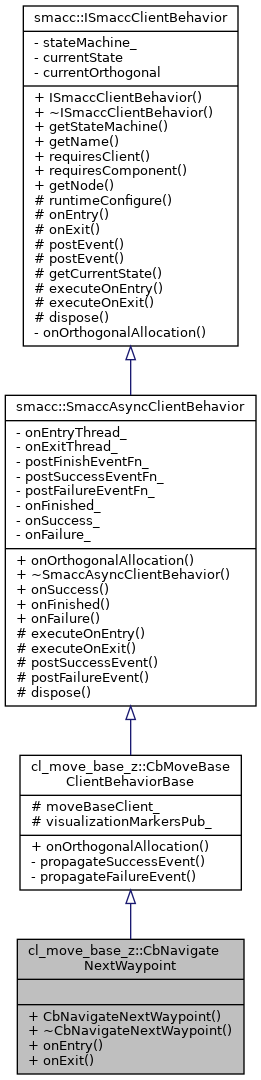 smacc::ISmaccClientBehavior
- stateMachine_
- currentState
- currentOrthogonal
+ ISmaccClientBehavior()
+ ~ISmaccClientBehavior()
+ getStateMachine()
+ getName()
+ requiresClient()
+ requiresComponent()
+ getNode()
# runtimeConfigure()
# onEntry()
# onExit()
# postEvent()
# postEvent()
# getCurrentState()
# executeOnEntry()
# executeOnExit()
# dispose()
- onOrthogonalAllocation()
smacc::SmaccAsyncClientBehavior
- onEntryThread_
- onExitThread_
- postFinishEventFn_
- postSuccessEventFn_
- postFailureEventFn_
- onFinished_
- onSuccess_
- onFailure_
+ onOrthogonalAllocation()
+ ~SmaccAsyncClientBehavior()
+ onSuccess()
+ onFinished()
+ onFailure()
# executeOnEntry()
# executeOnExit()
# postSuccessEvent()
# postFailureEvent()
# dispose()
cl_move_base_z::CbMoveBase
ClientBehaviorBase
# moveBaseClient_
# visualizationMarkersPub_
+ onOrthogonalAllocation()
- propagateSuccessEvent()
- propagateFailureEvent()
cl_move_base_z::CbNavigate
NextWaypoint
+ CbNavigateNextWaypoint()
+ ~CbNavigateNextWaypoint()
+ onEntry()
+ onExit()